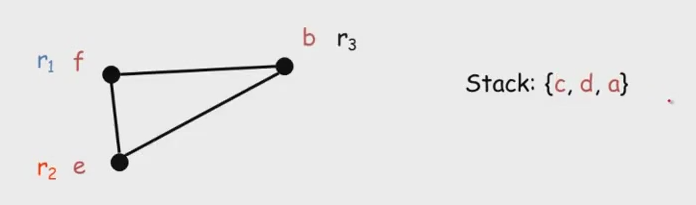 b r₃
r₁ f
Stack: {c, d, a}
r₂ e